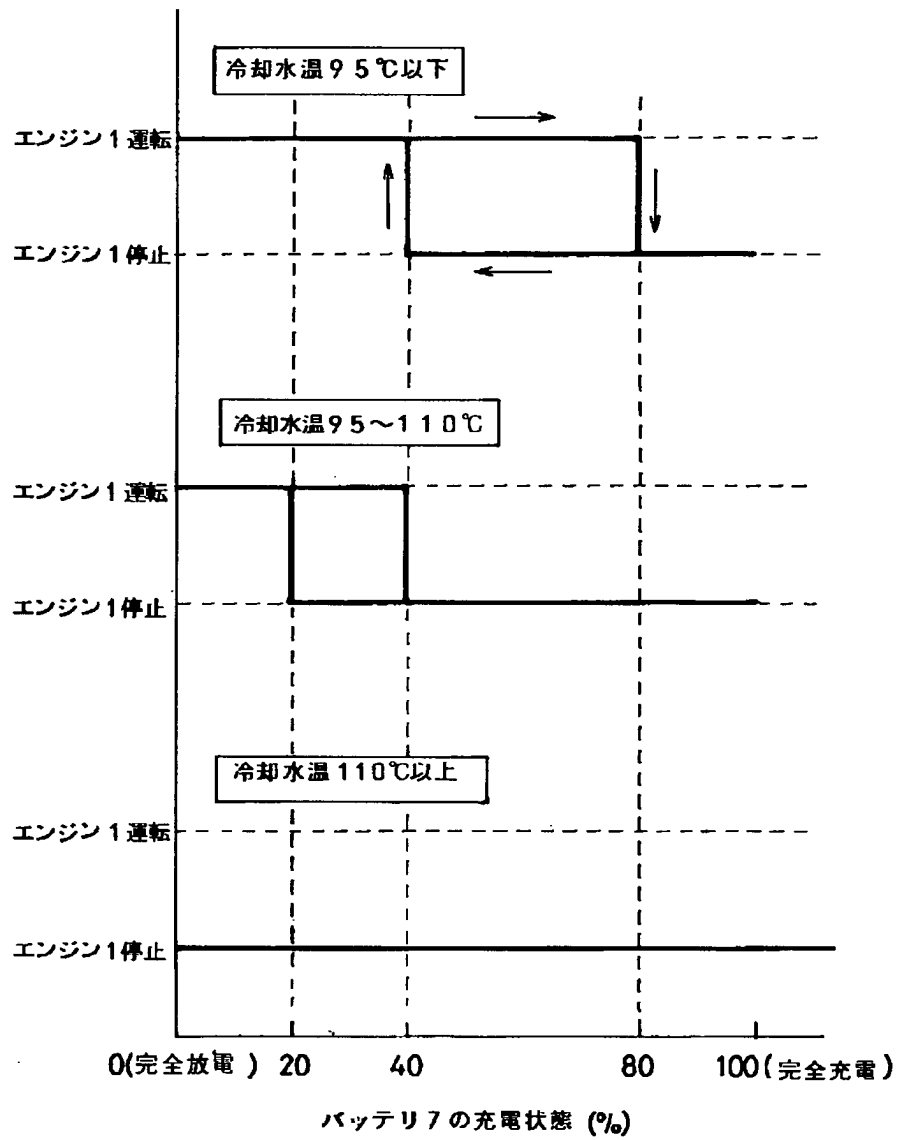 冷却水温95℃以下
エンジン1運転
エンジン1停止
冷却水温95〜110℃
エンジン1運転
エンジン1停止
冷却水温110℃以上
エンジン1運転
エンジン1停止
0(完全放電) 20 40 80 100(完全充電)
バッテリ7の充電状態 (%)